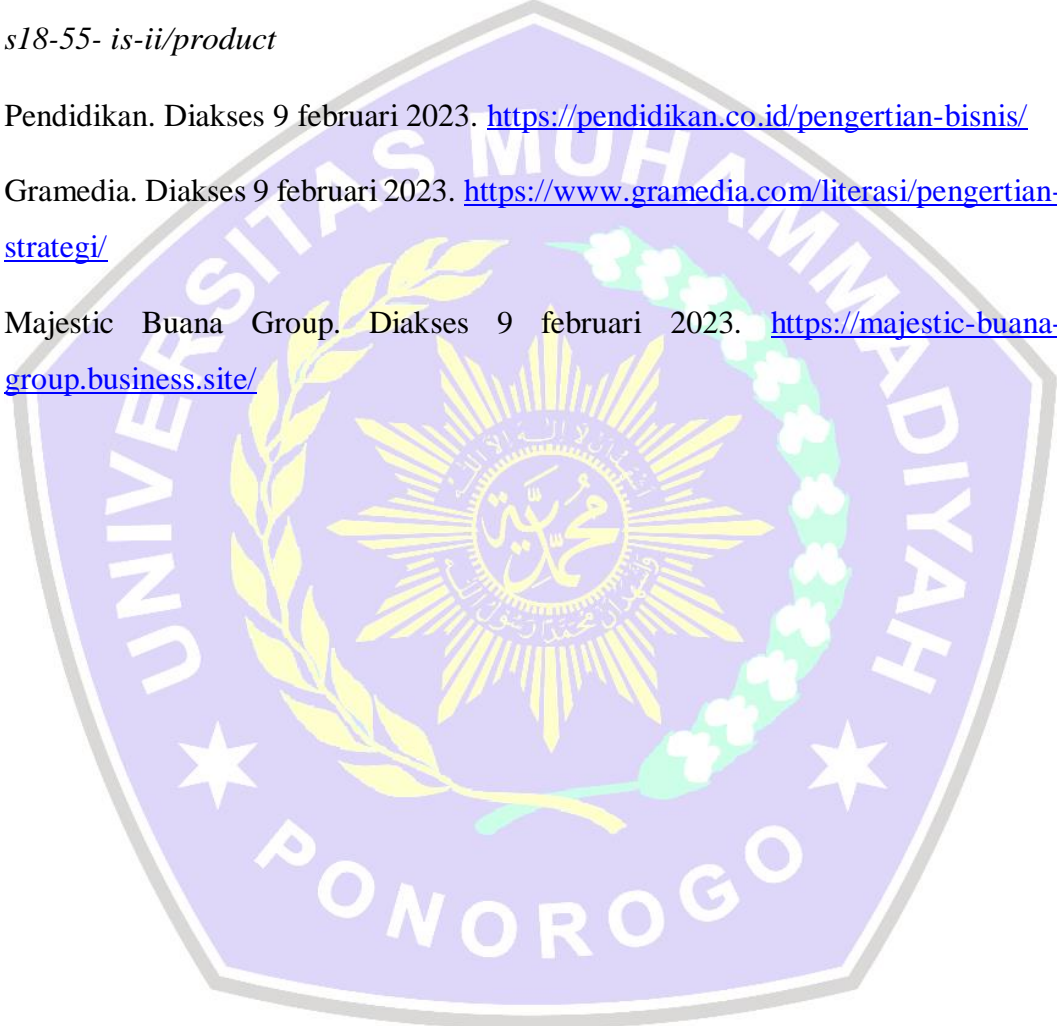 s18-55- is-ii/product
Pendidikan. Diakses 9 februari 2023. https://pendidikan.co.id/pengertian-bisnis/
Gramedia. Diakses 9 februari 2023. https://www.gramedia.com/literasi/pengertian-
strategi/
Majestic Buana Group. Diakses 9 februari 2023. https://majestic-buana-
group.business.site/
UNIVERSITAS MUHAMMADIYAH
محمدية
PONOROGO